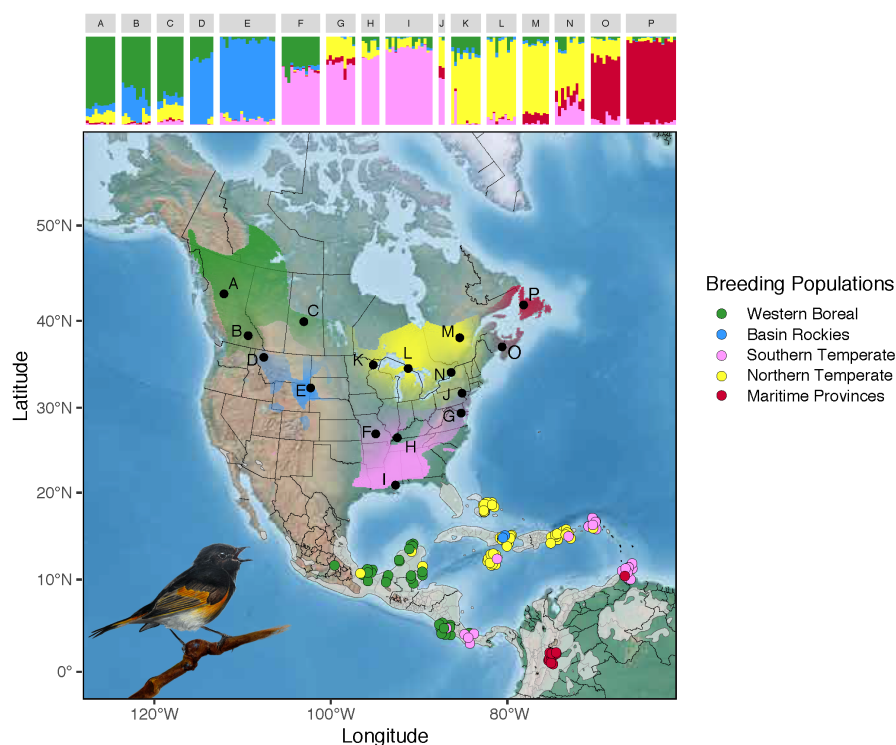 A B C D E F G H I J K L M N O P
50°N
40°N
30°N
20°N
10°N
0°
Latitude
A
B
C
D
E
F
G
H
I
J
K
L
M
N
O
P
120°W 100°W 80°W
Longitude
Breeding Populations
Western Boreal
Basin Rockies
Southern Temperate
Northern Temperate
Maritime Provinces